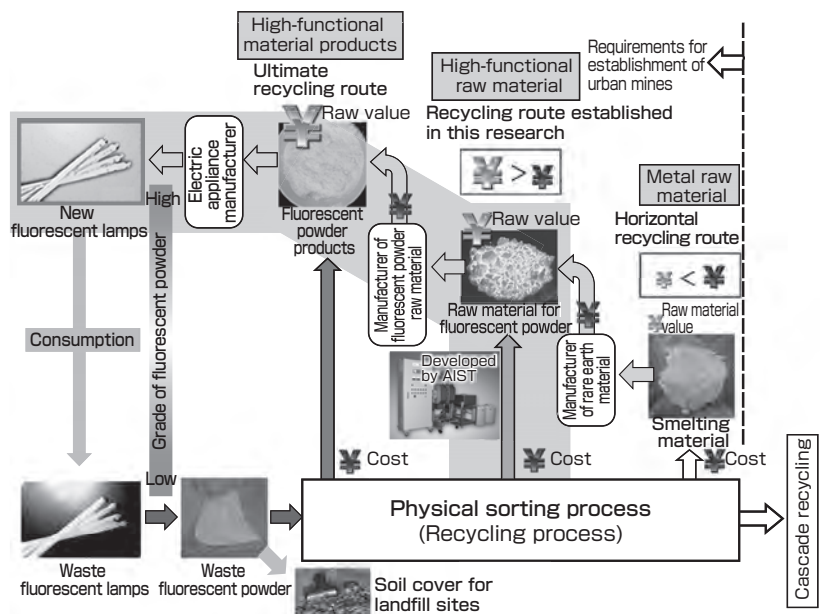 High-functional
material products
Ultimate
recycling route
¥
Raw value
High-functional
raw material
Recycling route established
in this research
¥ > ¥
Requirements for
establishment of
urban mines
Metal raw
material
Horizontal
recycling route
¥ < ¥
¥ Raw material
value
Electric
appliance
manufacturer
High
New
fluorescent lamps
Fluorescent
powder
products
¥
Manufacturer of
fluorescent powder
raw material
¥ Raw value
Raw material for
fluorescent powder
¥
Manufacturer
of rare earth
material
Smelting
material
Consumption
Grade of fluorescent powder
Developed
by AIST
Low
¥ Cost
¥ Cost
¥ Cost
Physical sorting process
(Recycling process)
Cascade recycling
Waste
fluorescent lamps
Waste
fluorescent powder
Soil cover for
landfill sites